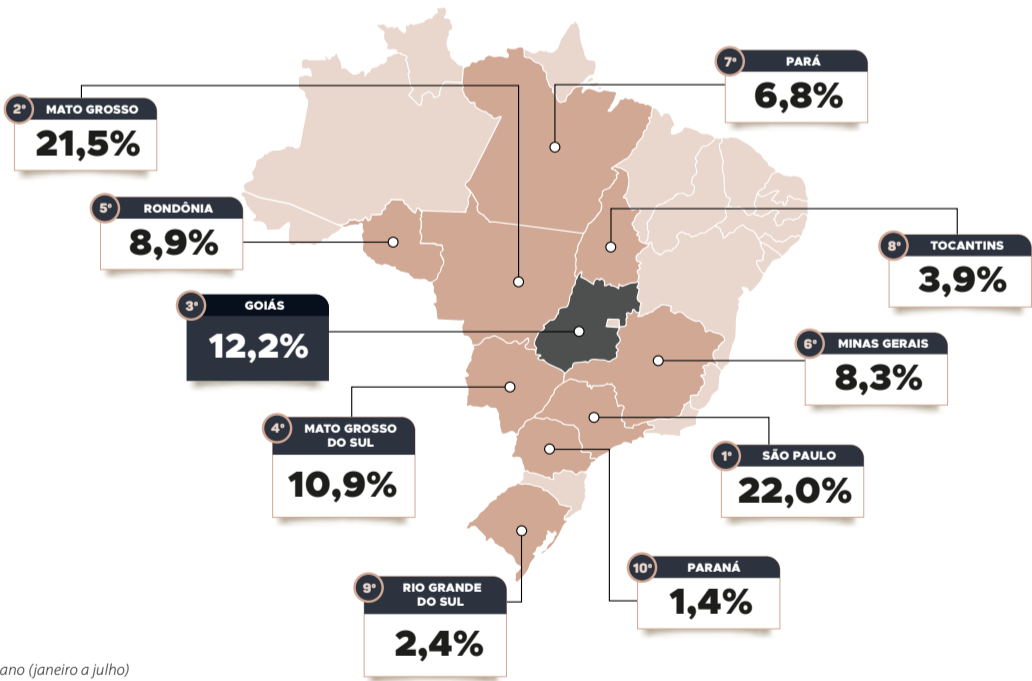 7º PARÁ
6,8%
2º MATO GROSSO
21,5%
5º RONDÔNIA
8,9%
8º TOCANTINS
3,9%
3º GOIÁS
12,2%
6º MINAS GERAIS
8,3%
4º MATO GROSSO
DO SUL
10,9%
1º SÃO PAULO
22,0%
10º PARANÁ
1,4%
9º RIO GRANDE
DO SUL
2,4%
ano (janeiro a julho)